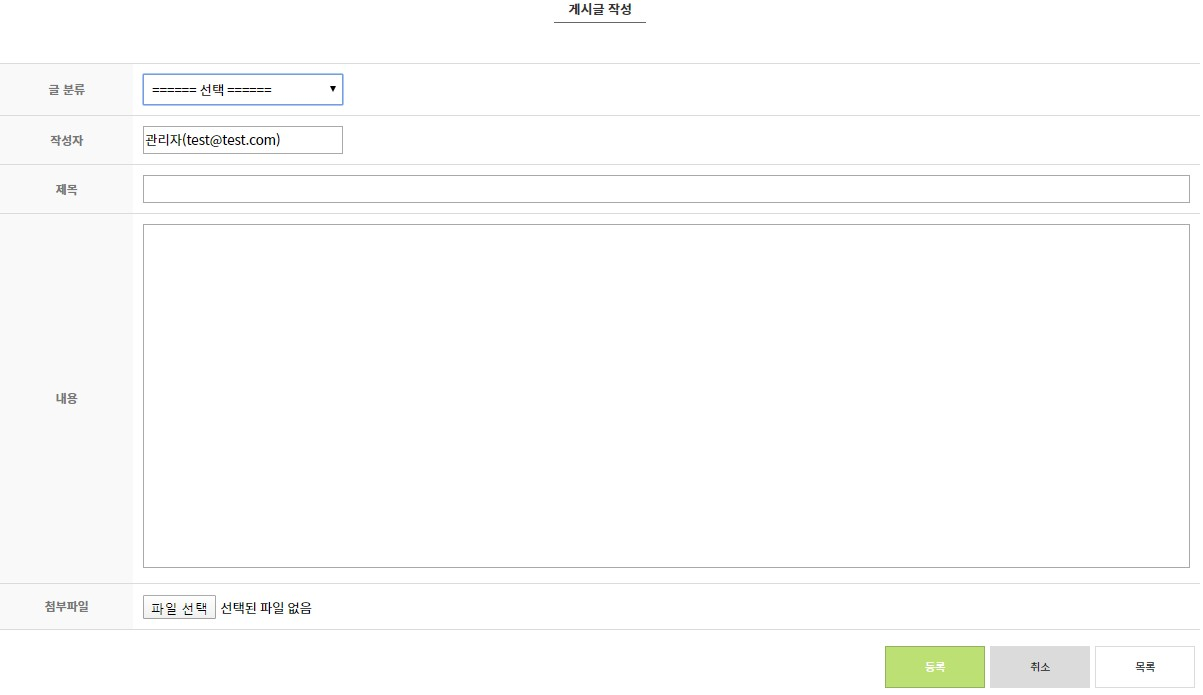 게시글 작성
글 분류 ====== 선택 ======
작성자 관리자(test@test.com)
제목
내용
첨부파일 파일 선택 선택된 파일 없음
등록 취소 목록